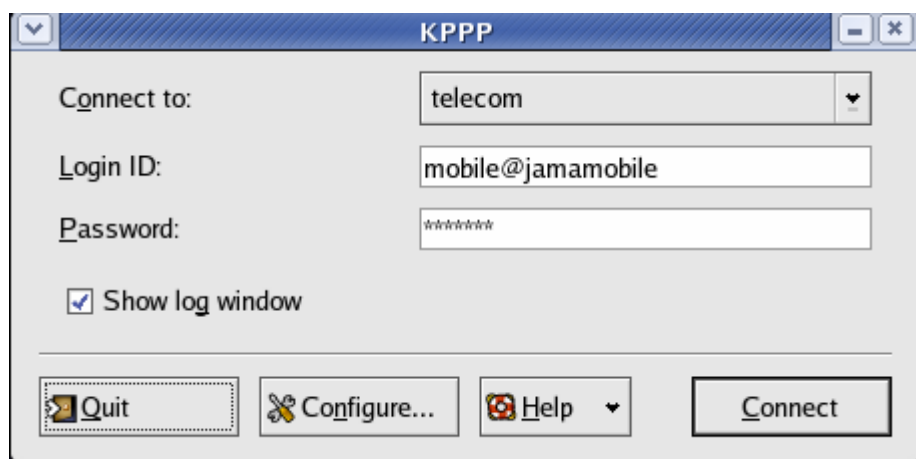 KPPP
Connect to: telecom
Login ID: mobile@jamamobile
Password: *******
Show log window
Quit Configure... Help Connect